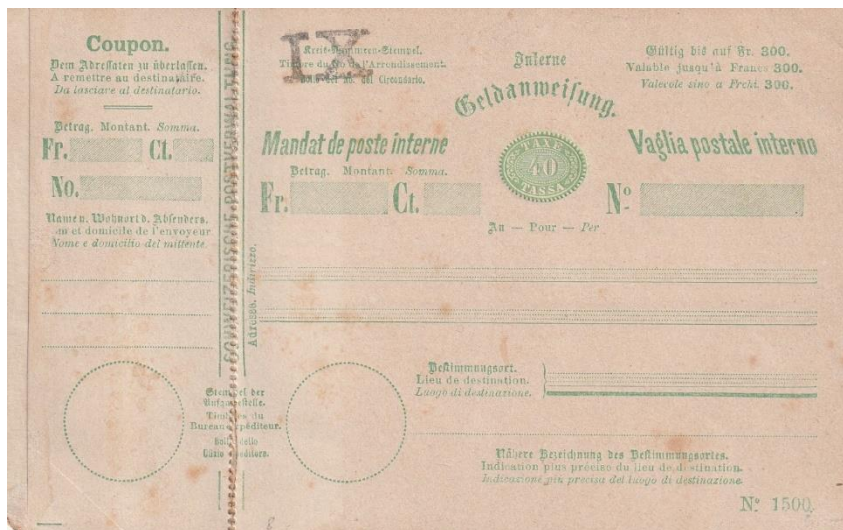 Coupon.
Dem Adressaten zu überlassen.
A remettre au destinataire.
Da lasciare al destinatario.
Betrag. Montant. Somma.
Fr. Ct.
No.
Name u. Wohnort d. Absenders.
et domicile de l'envoyeur
Nome e domicilio del mittente.
Stempel der
Aufgabestelle.
Timbre du
Bureau expéditeur.
Bollo dello
Uffizio speditore.
IX
Kreis-Nummern-Stempel.
Timbre du No de l'Arrondissement.
Bollo del No. del Circondario.
Interne
Geldanweisung.
Gültig bis auf Fr. 300.
Valable jusqu'à Francs 300.
Valevole sino a Frchi. 300.
Mandat de poste interne
TAXE
40
TASSA
Vaglia postale interno
Betrag. Montant. Somma.
Fr. Ct.
No
An — Pour — Per
Adresse. Indirizzo.
Bestimmungsort.
Lieu de destination.
Luogo di destinazione.
Nähere Bezeichnung des Bestimmungsortes.
Indication plus précise du lieu de destination.
Indicazione più precisa del luogo di destinazione.
No 1500.